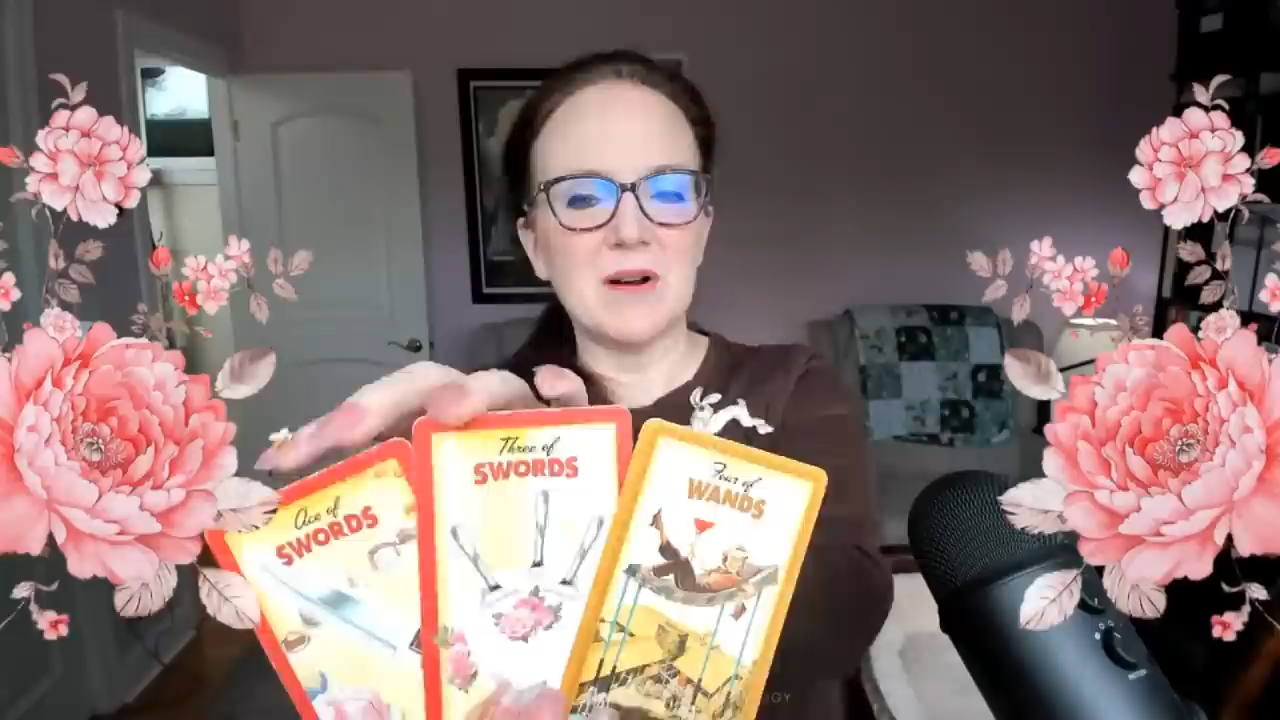 Ace of
SWORDS
Three of
SWORDS
Four of
WANDS